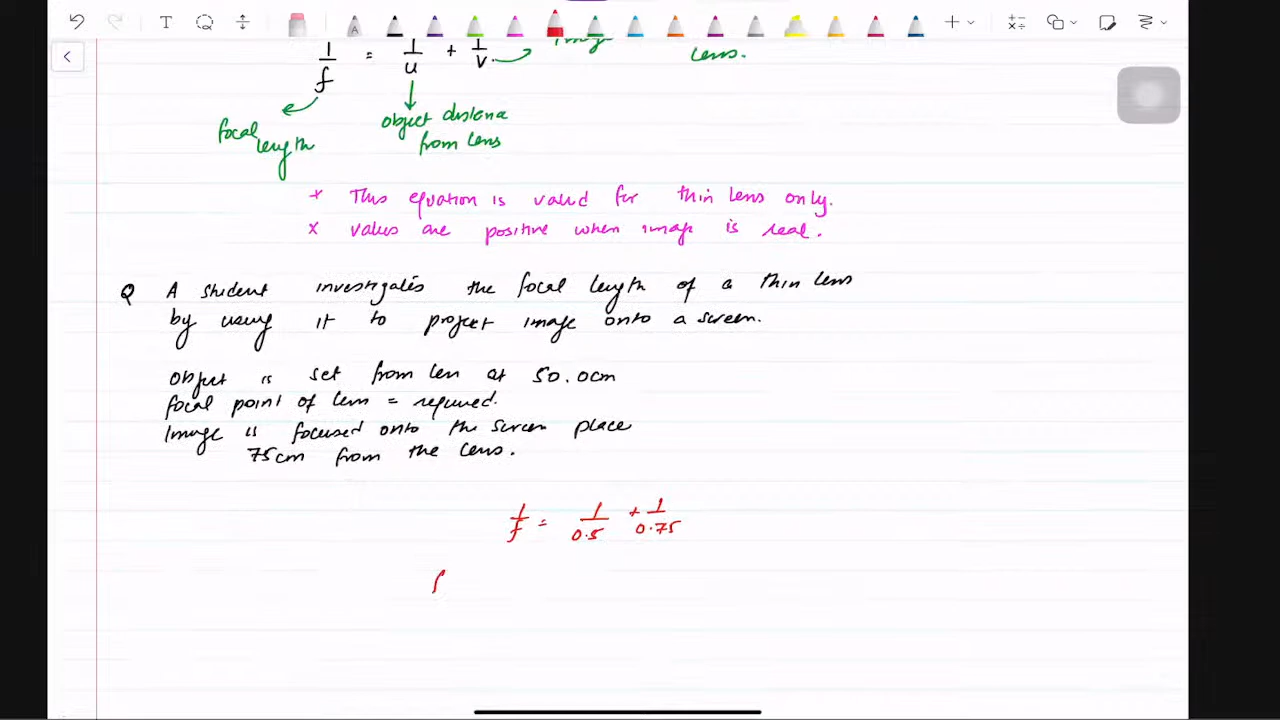 1/f = 1/u + 1/v
lens.
focal length
object distance
from lens
* This equation is valid for thin lens only.
* values are positive when image is real.
Q A student investigates the focal length of a thin lens
by using it to project image onto a screen.
Object is set from len at 50.0cm
focal point of lens = required.
Image is focused onto the screen place
75cm from the lens.
1/f = 1/0.5 + 1/0.75
f